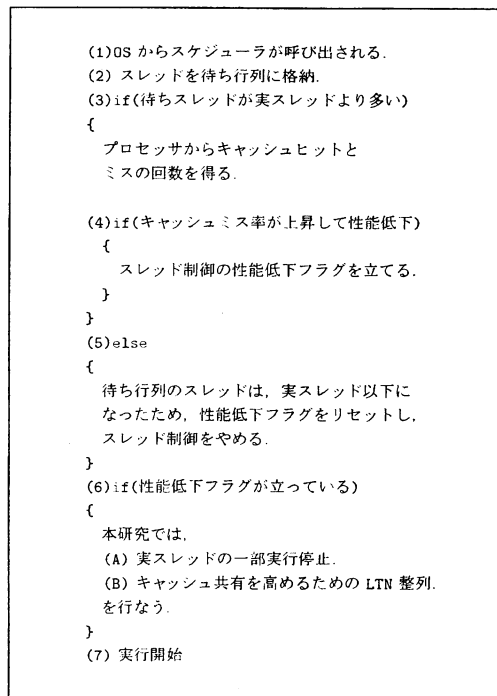 (1)OS からスケジューラが呼び出される.
(2) スレッドを待ち行列に格納.
(3)if(待ちスレッドが実スレッドより多い)
{
プロセッサからキャッシュヒットと
ミスの回数を得る.
(4)if(キャッシュミス率が上昇して性能低下)
{
スレッド制御の性能低下フラグを立てる.
}
}
(5)else
{
待ち行列のスレッドは, 実スレッド以下に
なったため, 性能低下フラグをリセットし,
スレッド制御をやめる.
}
(6)if(性能低下フラグが立っている)
{
本研究では,
(A) 実スレッドの一部実行停止.
(B) キャッシュ共有を高めるための LTN 整列.
を行なう.
}
(7) 実行開始